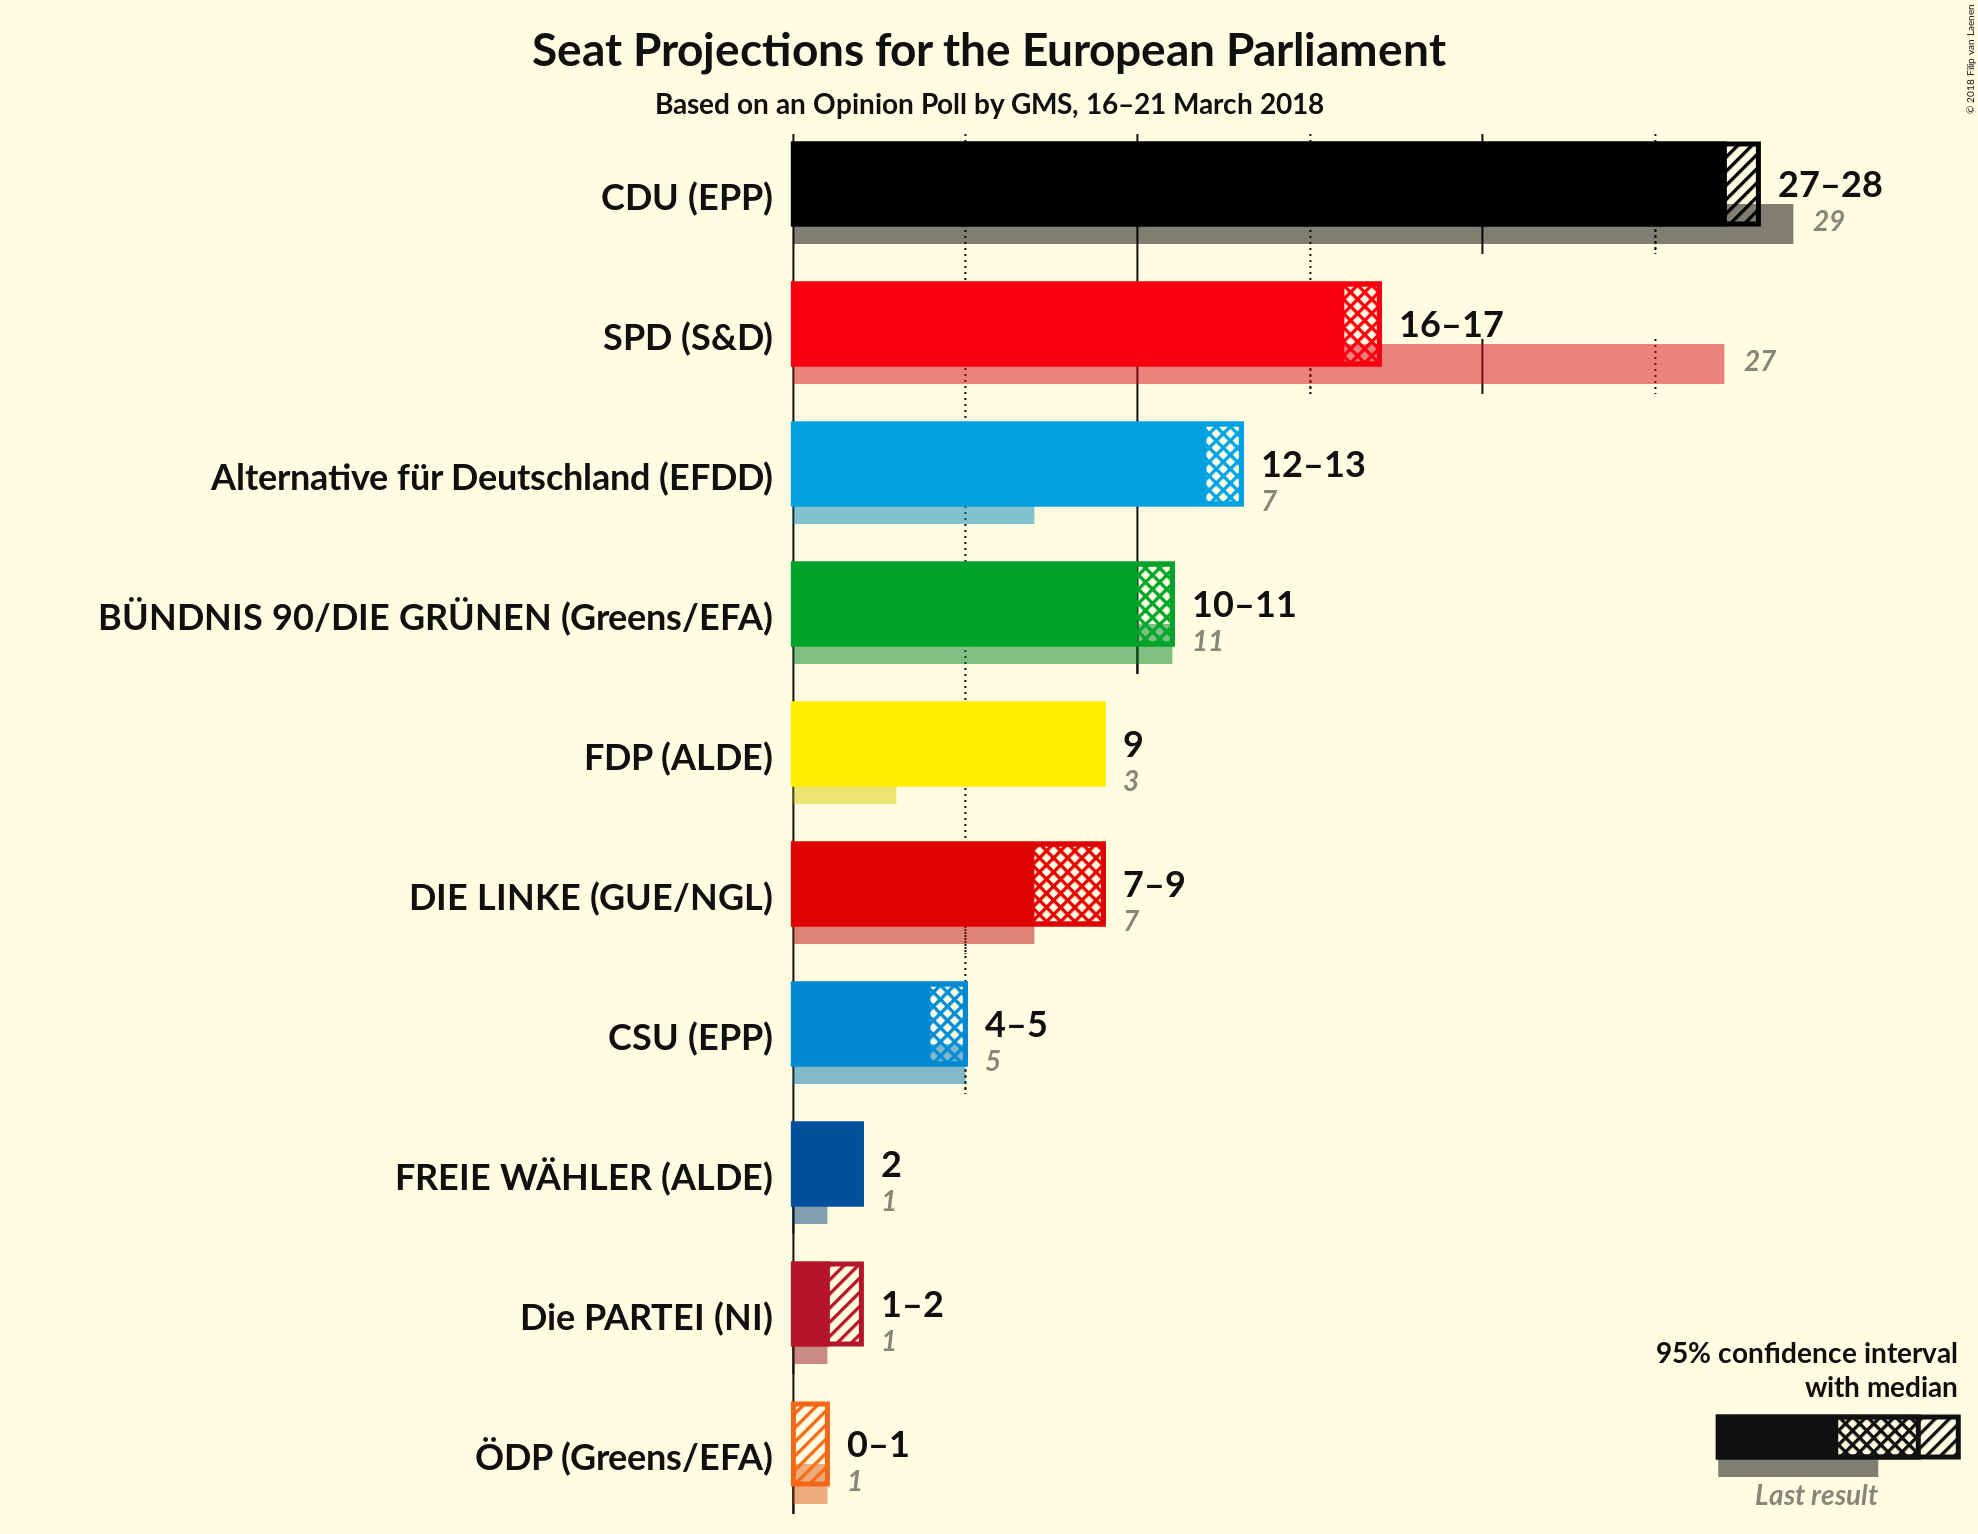 Seat Projections for the European Parliament
Based on an Opinion Poll by GMS, 16–21 March 2018
© 2018 Filip van Laenen
CDU (EPP)
27–28
29
SPD (S&D)
16–17
27
Alternative für Deutschland (EFDD)
12–13
7
BÜNDNIS 90/DIE GRÜNEN (Greens/EFA)
10–11
11
FDP (ALDE)
9
3
DIE LINKE (GUE/NGL)
7–9
7
CSU (EPP)
4–5
5
FREIE WÄHLER (ALDE)
2
1
Die PARTEI (NI)
1–2
1
ÖDP (Greens/EFA)
0–1
1
95% confidence interval
with median
Last result